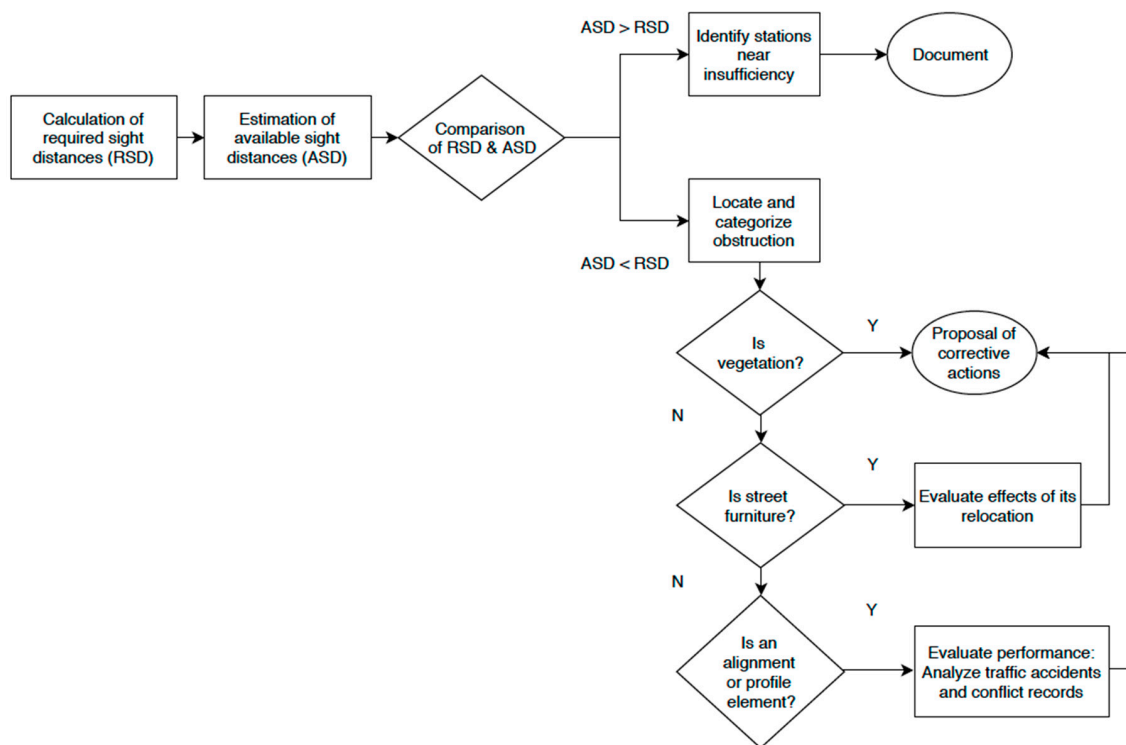 ASD > RSD
Identify stations
near
insufficiency
Document
Calculation of
required sight
distances (RSD)
Estimation of
available sight
distances (ASD)
Comparison
of RSD & ASD
Locate and
categorize
obstruction
ASD < RSD
Is
vegetation?
Y
Proposal of
corrective
actions
N
Is street
furniture?
Y
Evaluate effects of its
relocation
N
Is an
alignment
or profile
element?
Y
Evaluate performance:
Analyze traffic accidents
and conflict records